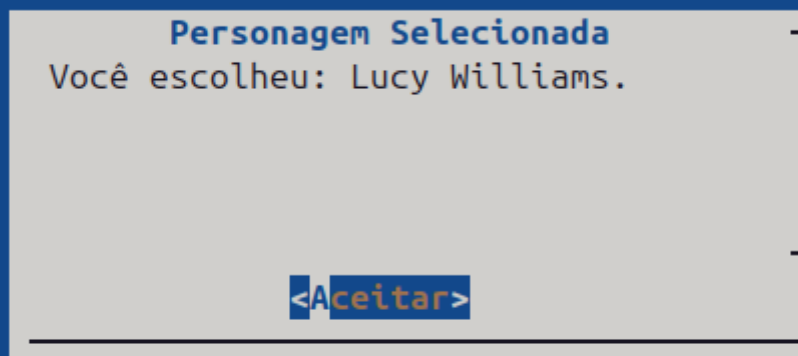 Personagem Selecionada
Você escolheu: Lucy Williams.
<Aceitar>